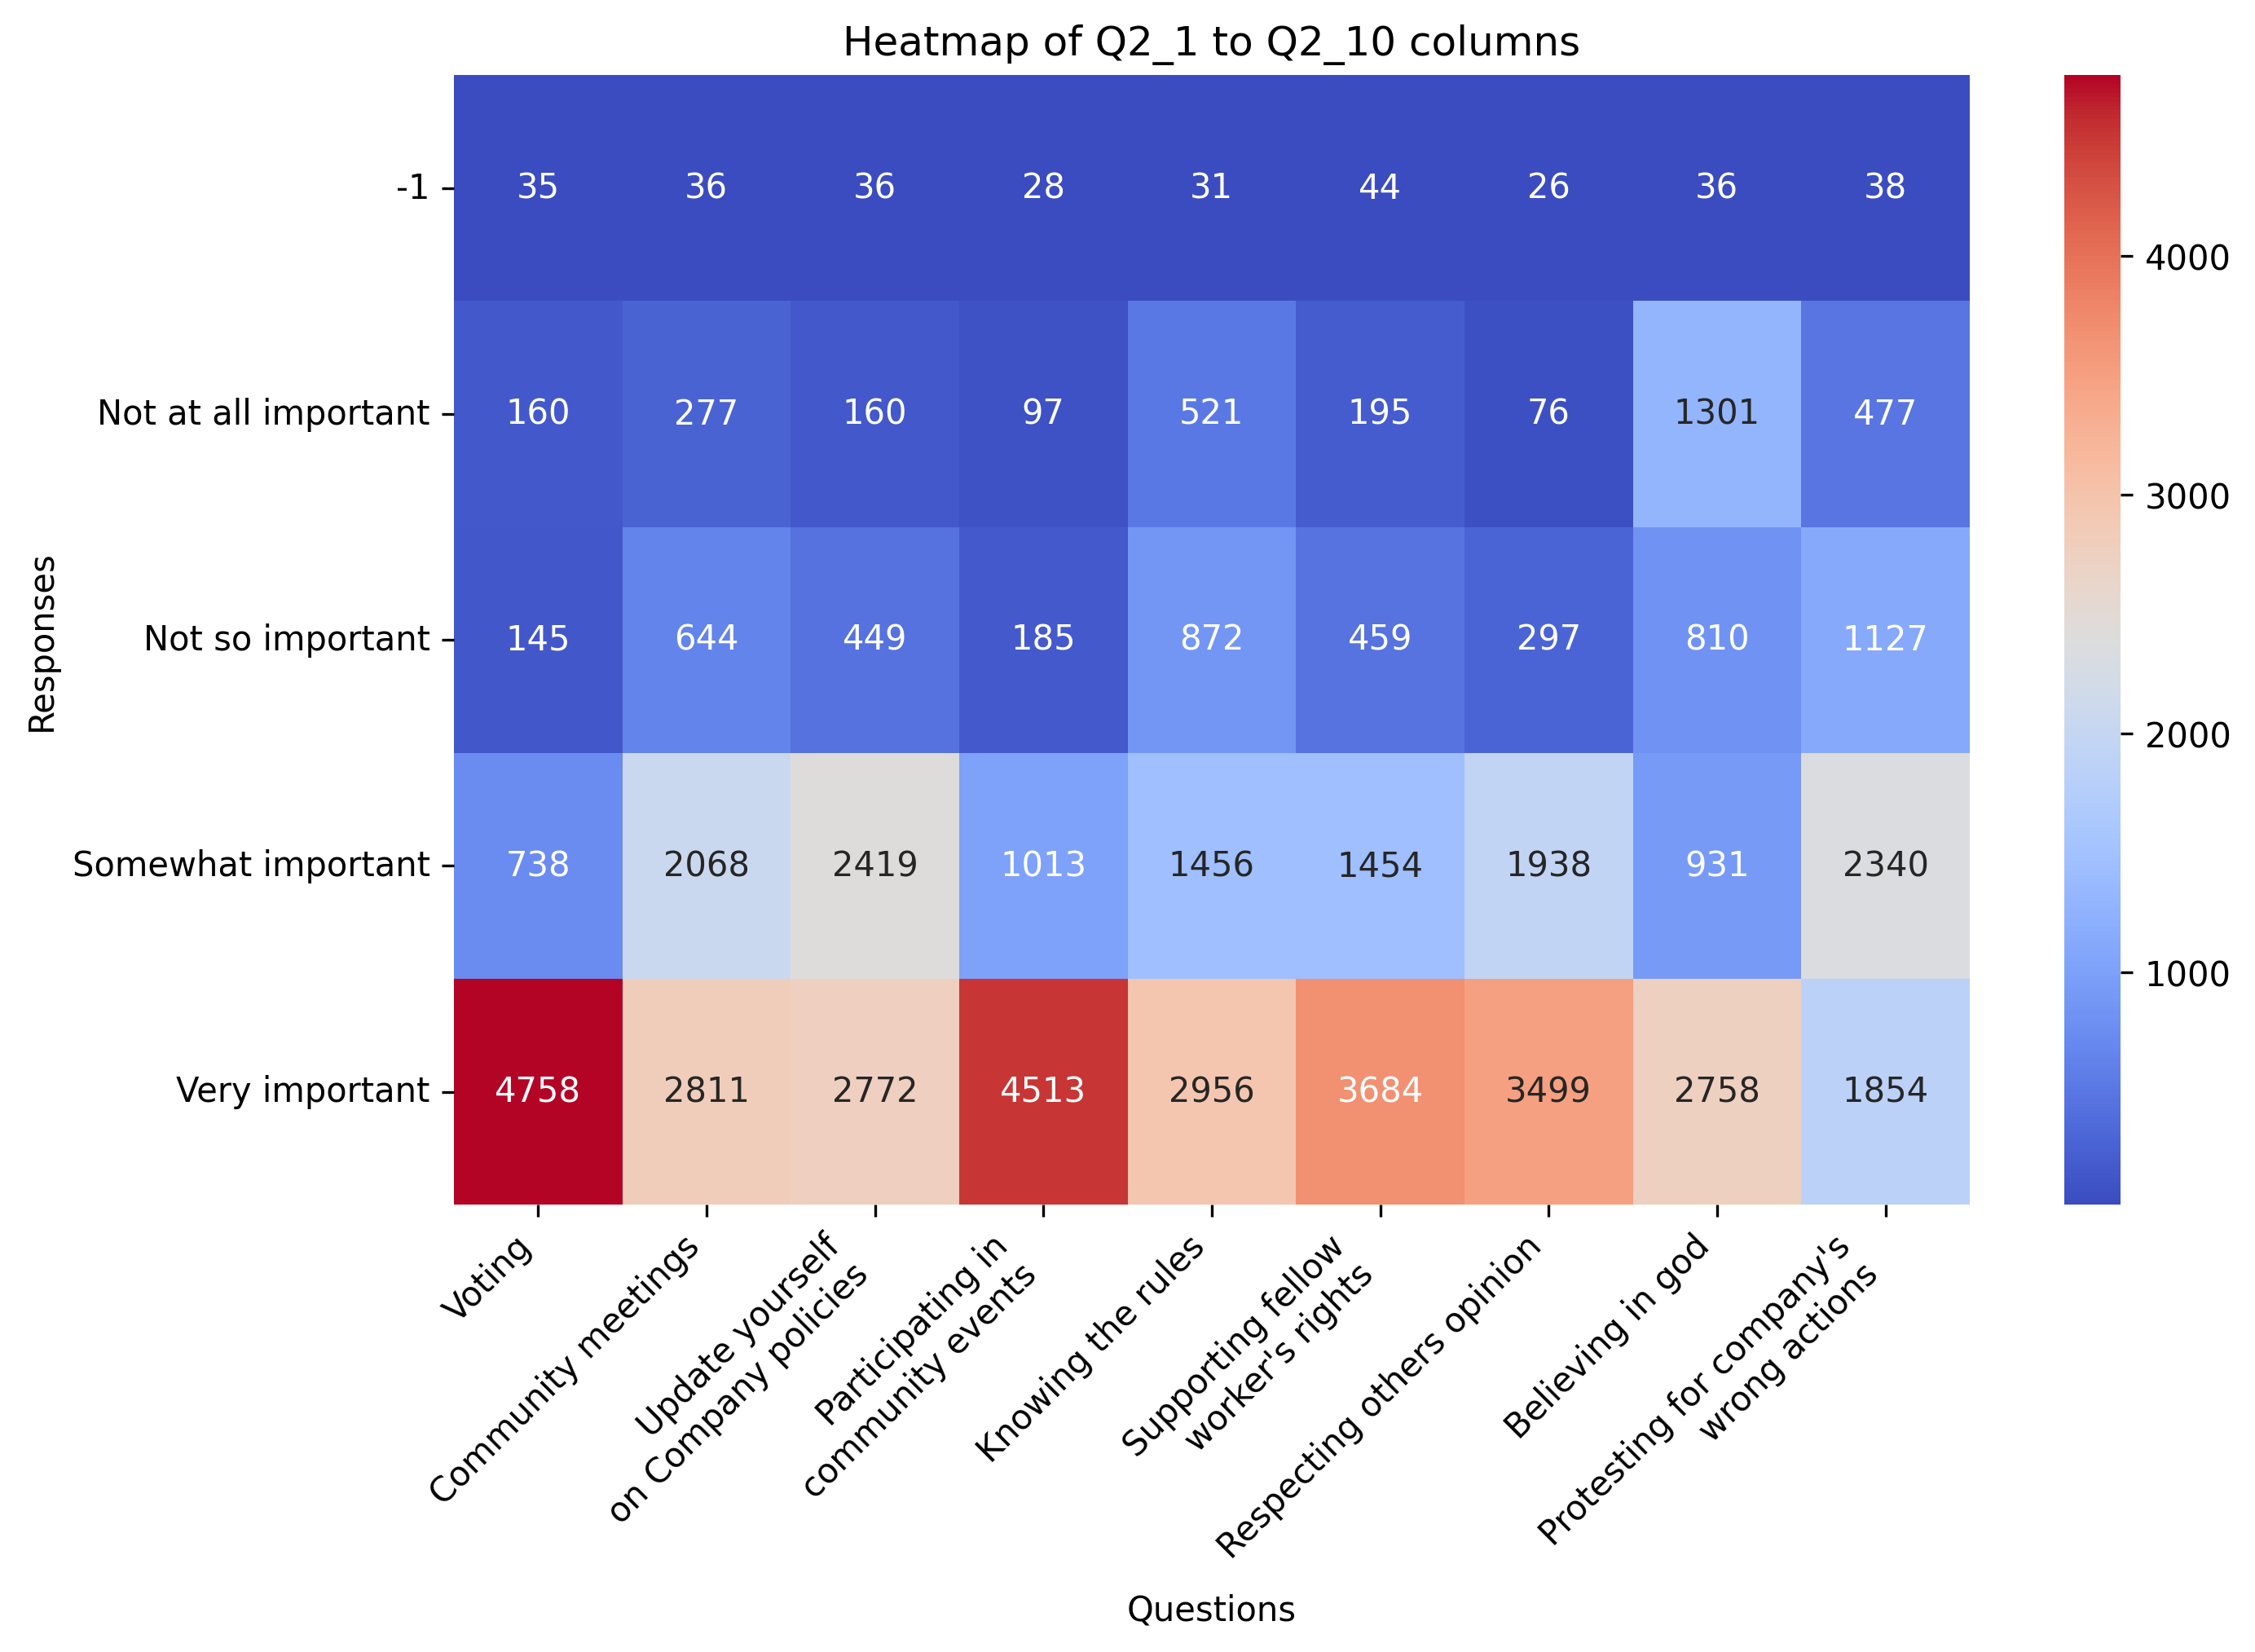 Heatmap of Q2_1 to Q2_10 columns
Responses
-1 35 36 36 28 31 44 26 36 38
Not at all important 160 277 160 97 521 195 76 1301 477
Not so important 145 644 449 185 872 459 297 810 1127
Somewhat important 738 2068 2419 1013 1456 1454 1938 931 2340
Very important 4758 2811 2772 4513 2956 3684 3499 2758 1854
Voting
Community meetings
Update yourself
on Company policies
Participating in
community events
Knowing the rules
Supporting fellow
worker's rights
Respecting others opinion
Believing in god
Protesting for company's
wrong actions
Questions
4000
3000
2000
1000